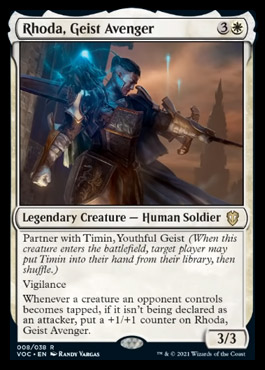 Rhoda, Geist Avenger 3
Legendary Creature — Human Soldier
Partner with Timin, Youthful Geist (When this
creature enters the battlefield, target player may
put Timin into their hand from their library, then
shuffle.)
Vigilance
Whenever a creature an opponent controls
becomes tapped, if it isn't being declared as
an attacker, put a +1/+1 counter on Rhoda,
Geist Avenger.
3/3
008/038 R
VOC • EN Randy Vargas
™ & © 2021 Wizards of the Coast